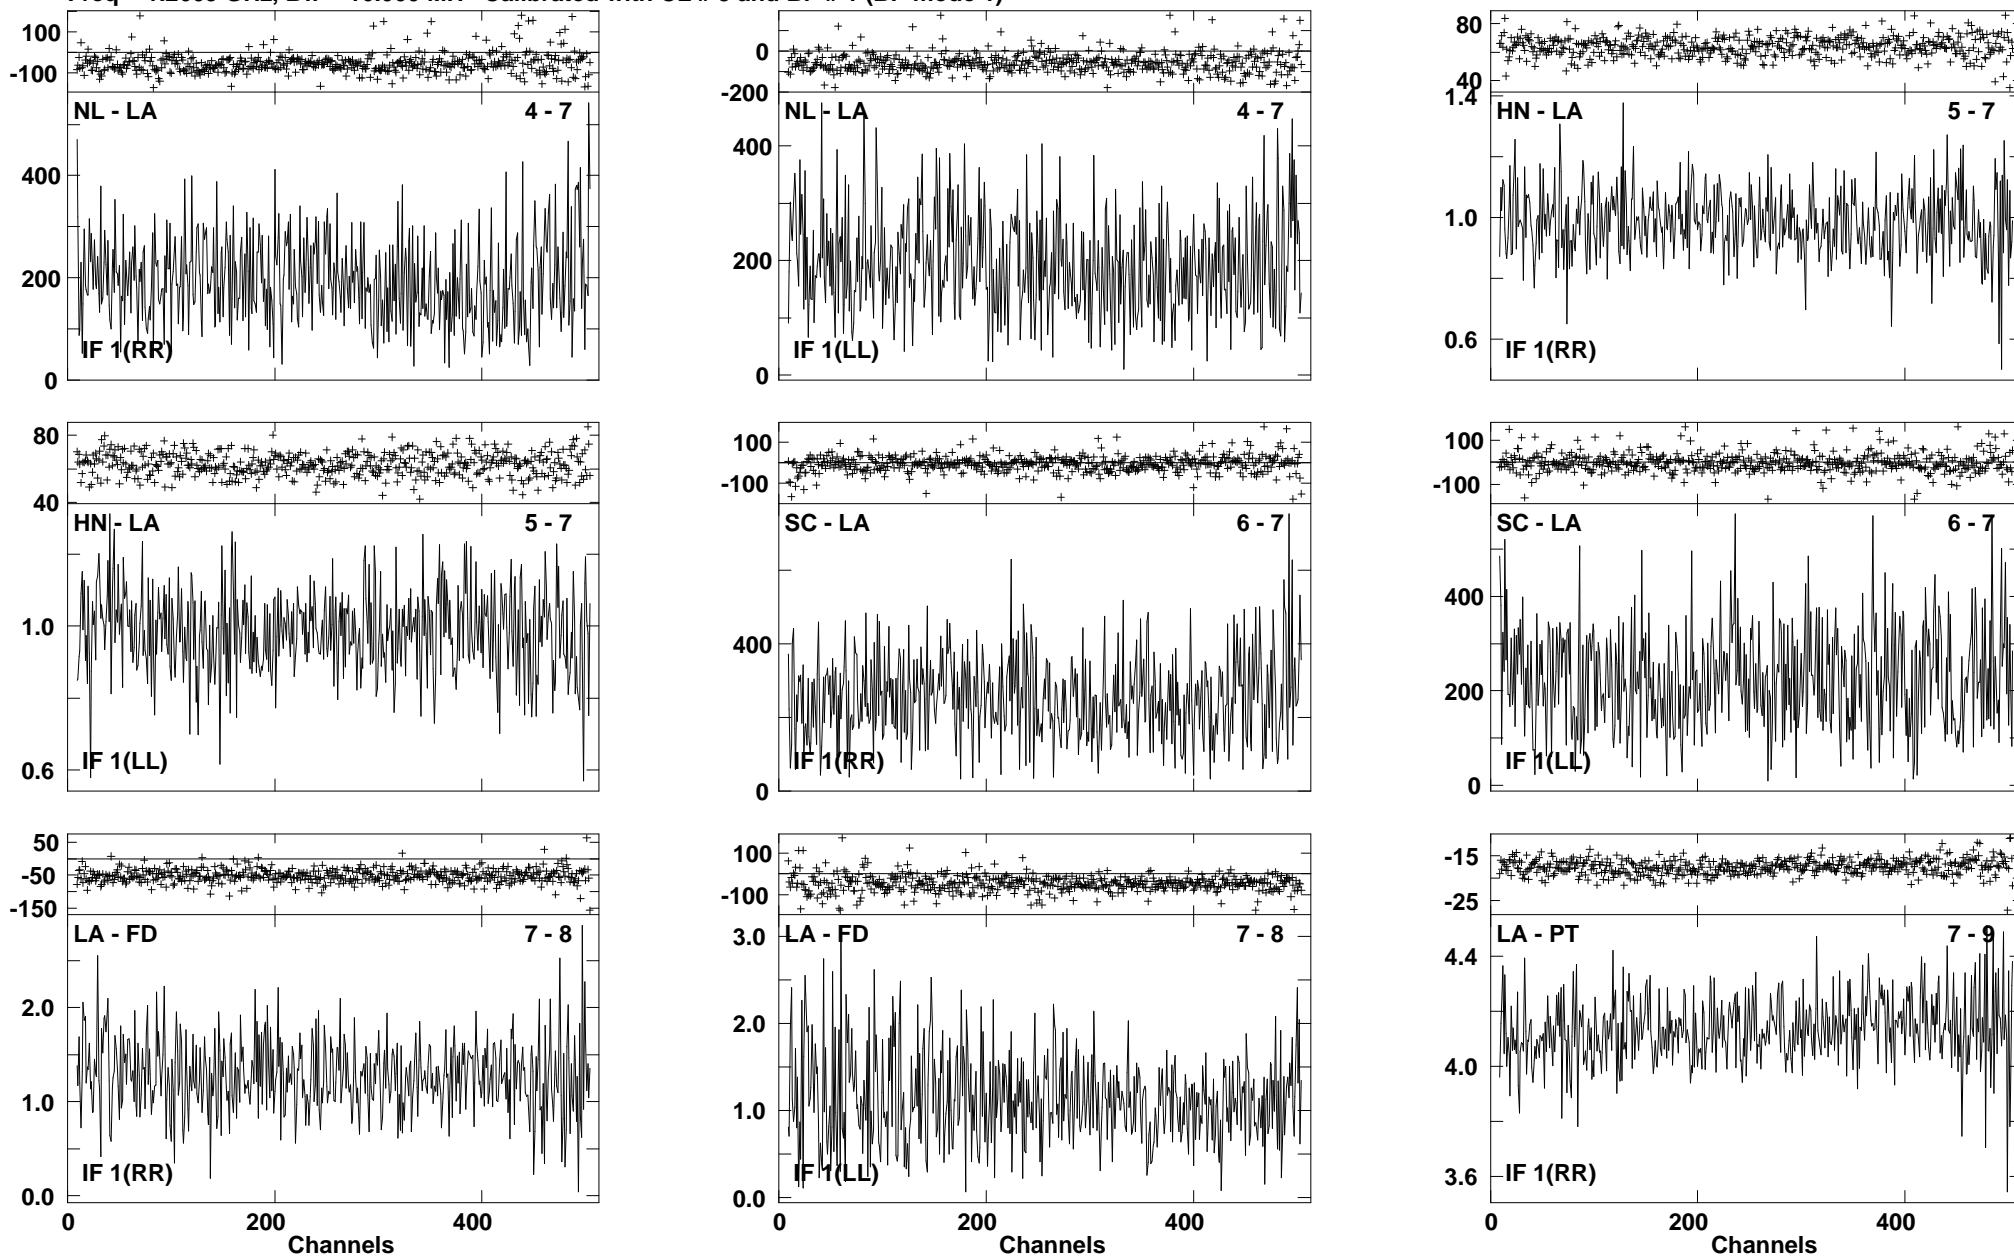 100
-100
NL - LA 4 - 7
400
200
0
IF 1(RR)
0
-200
NL - LA 4 - 7
400
200
0
IF 1(LL)
80
40
1.4
HN - LA 5 - 7
1.0
0.6
IF 1(RR)
80
40
HN - LA 5 - 7
1.0
0.6
IF 1(LL)
100
-100
SC - LA 6 - 7
400
0
IF 1(RR)
100
-100
SC - LA 6 - 7
400
200
0
IF 1(LL)
50
-50
-150
LA - FD 7 - 8
2.0
1.0
0.0
IF 1(RR)
0 200 400
Channels
100
-100
LA - FD 7 - 8
3.0
2.0
1.0
0.0
IF 1(LL)
0 200 400
Channels
-15
-25
LA - PT 7 - 9
4.4
4.0
3.6
IF 1(RR)
0 200 400
Channels